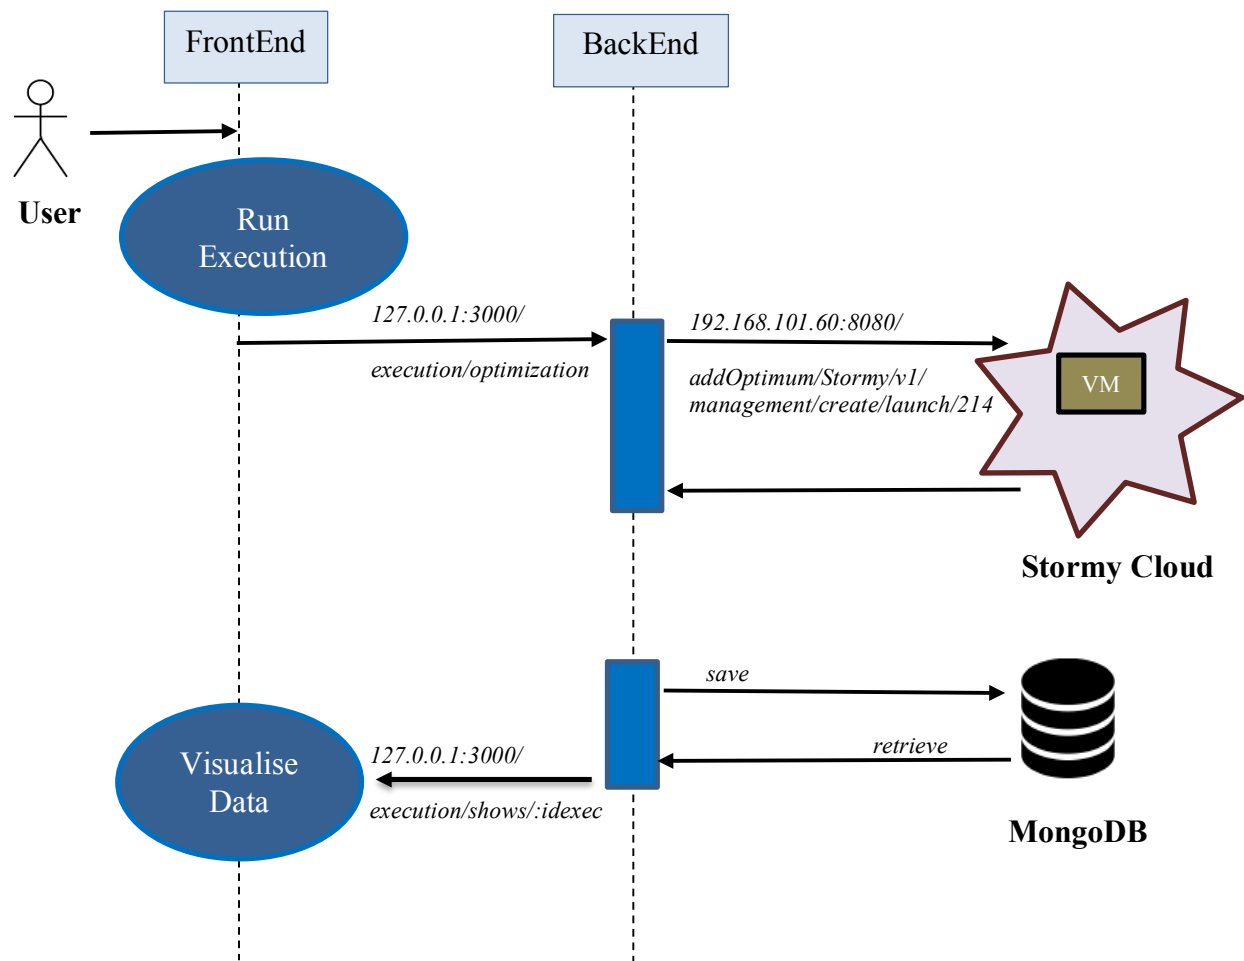 FrontEnd
BackEnd
User
Run
Execution
127.0.0.1:3000/
execution/optimization
192.168.101.60:8080/
addOptimum/Stormy/v1/
management/create/launch/214
VM
Stormy Cloud
save
retrieve
Visualise
Data
127.0.0.1:3000/
execution/shows/:idexec
MongoDB